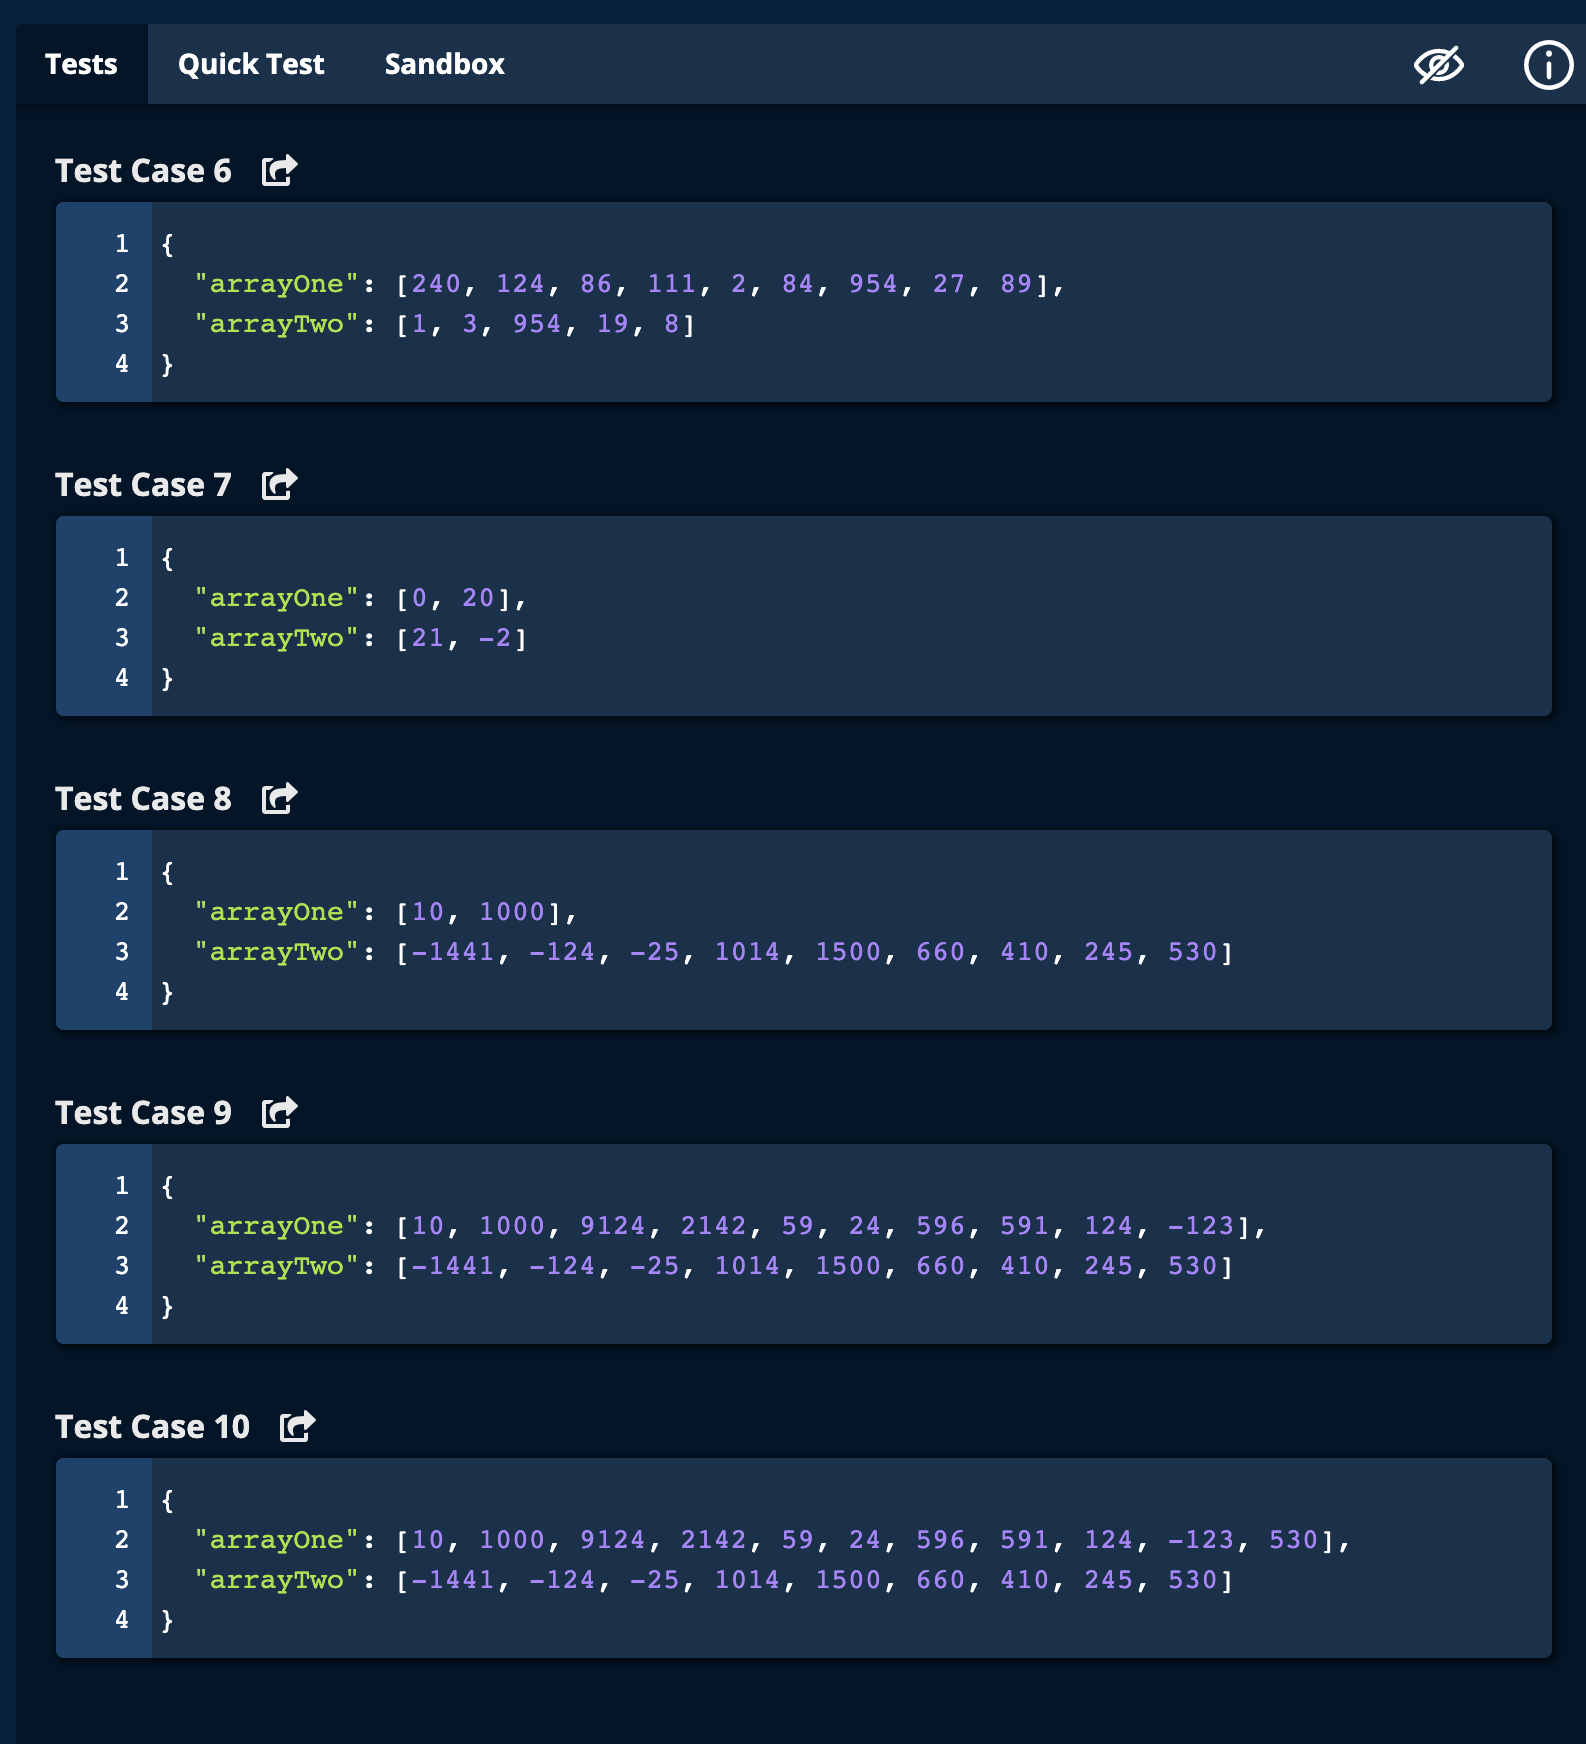 Tests Quick Test Sandbox
Test Case 6
1 {
2 "arrayOne": [240, 124, 86, 111, 2, 84, 954, 27, 89],
3 "arrayTwo": [1, 3, 954, 19, 8]
4 }
Test Case 7
1 {
2 "arrayOne": [0, 20],
3 "arrayTwo": [21, -2]
4 }
Test Case 8
1 {
2 "arrayOne": [10, 1000],
3 "arrayTwo": [-1441, -124, -25, 1014, 1500, 660, 410, 245, 530]
4 }
Test Case 9
1 {
2 "arrayOne": [10, 1000, 9124, 2142, 59, 24, 596, 591, 124, -123],
3 "arrayTwo": [-1441, -124, -25, 1014, 1500, 660, 410, 245, 530]
4 }
Test Case 10
1 {
2 "arrayOne": [10, 1000, 9124, 2142, 59, 24, 596, 591, 124, -123, 530],
3 "arrayTwo": [-1441, -124, -25, 1014, 1500, 660, 410, 245, 530]
4 }